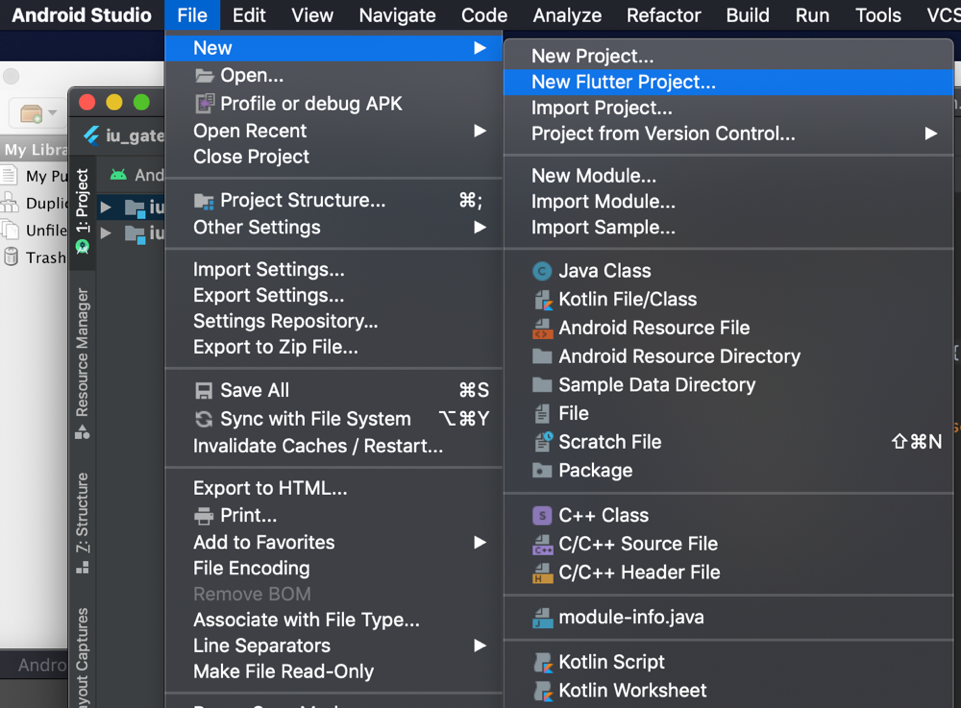 Android Studio File Edit View Navigate Code Analyze Refactor Build Run Tools VCS
New
Open...
Profile or debug APK
Open Recent
Close Project
Project Structure... ⌘;
Other Settings
Import Settings...
Export Settings...
Settings Repository...
Export to Zip File...
Save All ⌘S
Sync with File System ⌥⌘Y
Invalidate Caches / Restart...
Export to HTML...
Print...
Add to Favorites
File Encoding
Remove BOM
Associate with File Type...
Line Separators
Make File Read-Only
New Project...
New Flutter Project...
Import Project...
Project from Version Control...
New Module...
Import Module...
Import Sample...
Java Class
Kotlin File/Class
Android Resource File
Android Resource Directory
Sample Data Directory
File
Scratch File ⇧⌘N
Package
C++ Class
C/C++ Source File
C/C++ Header File
module-info.java
Kotlin Script
Kotlin Worksheet
iu_gate
My Libra
My Pu
Duplic
Unfile
Trash
And
iu
iu
1: Project
Resource Manager
Z: Structure
ayout Captures
Andro